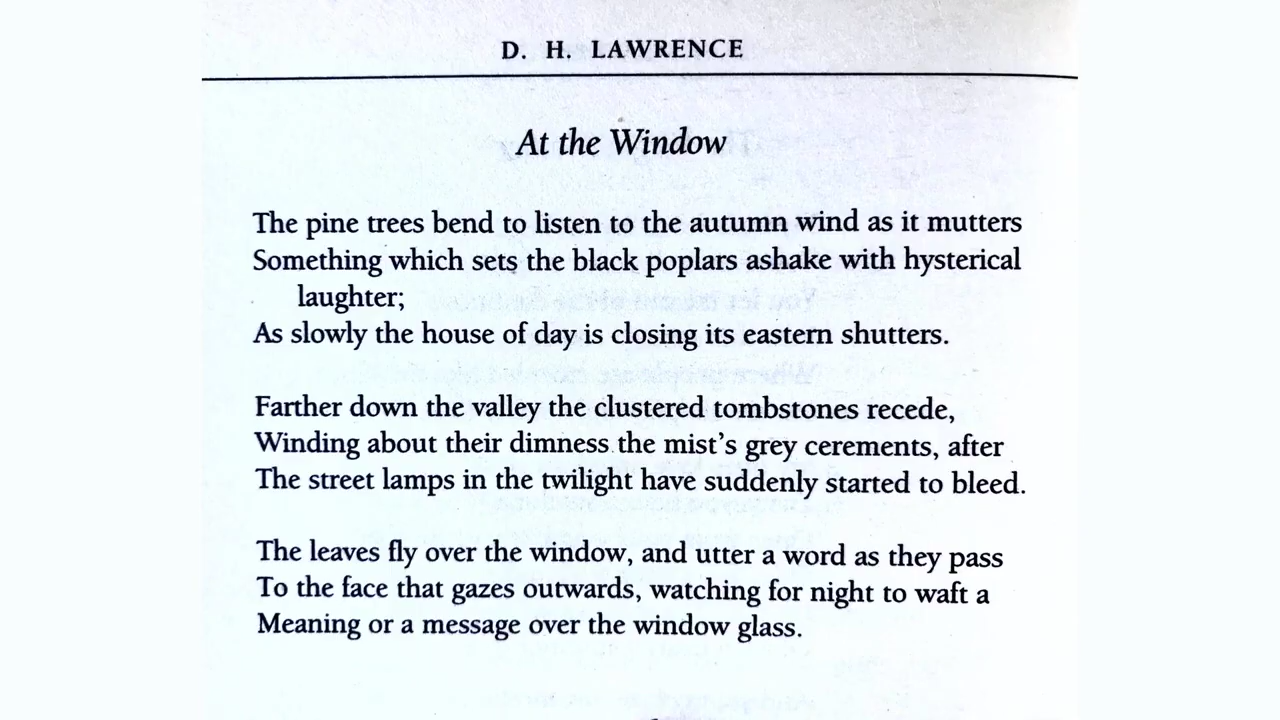 D. H. LAWRENCE
At the Window
The pine trees bend to listen to the autumn wind as it mutters
Something which sets the black poplars ashake with hysterical
laughter;
As slowly the house of day is closing its eastern shutters.
Farther down the valley the clustered tombstones recede,
Winding about their dimness the mist's grey cerements, after
The street lamps in the twilight have suddenly started to bleed.
The leaves fly over the window, and utter a word as they pass
To the face that gazes outwards, watching for night to waft a
Meaning or a message over the window glass.